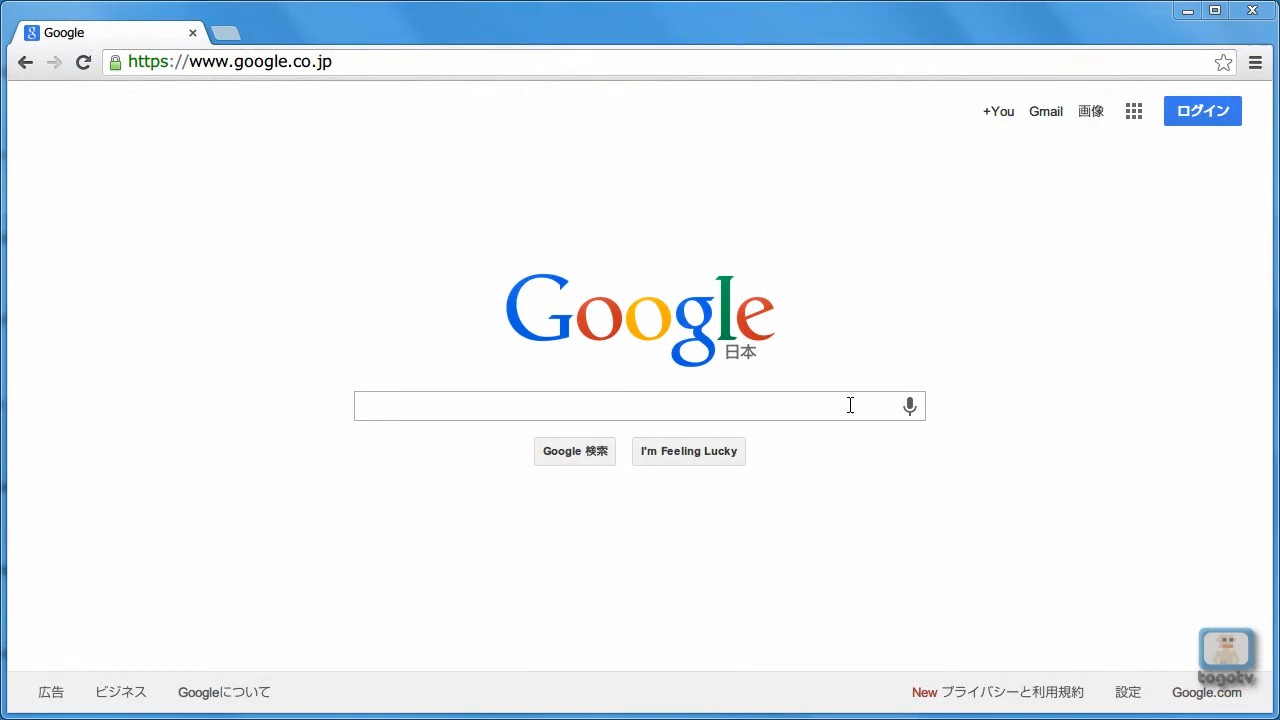 Google
https://www.google.co.jp
+You Gmail 画像 ログイン
Google
日本
Google 検索 I'm Feeling Lucky
togotv
広告 ビジネス Googleについて New プライバシーと利用規約 設定 Google.com